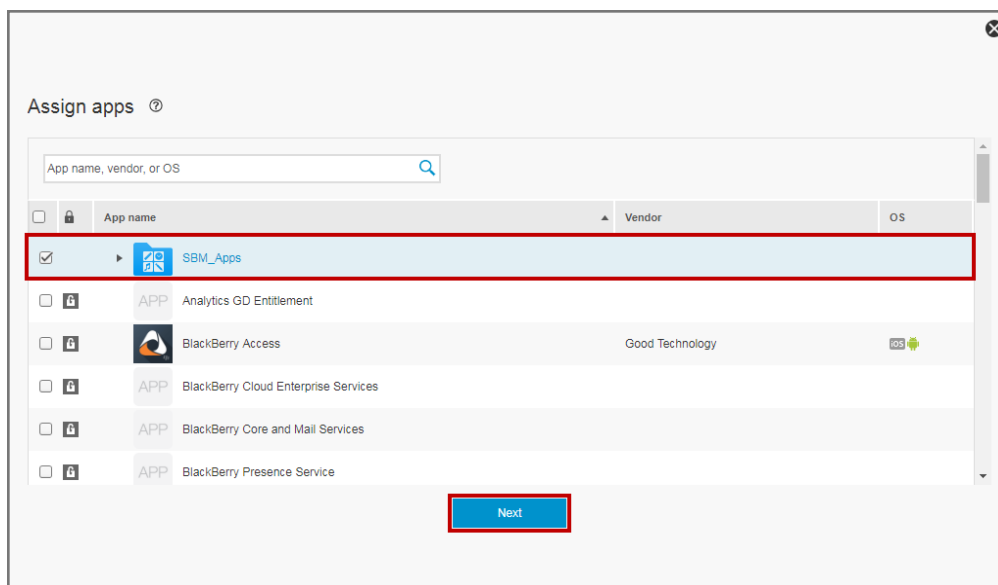 Assign apps
App name, vendor, or OS
App name Vendor OS
SBM_Apps
APP Analytics GD Entitlement
BlackBerry Access Good Technology iOS
APP BlackBerry Cloud Enterprise Services
APP BlackBerry Core and Mail Services
APP BlackBerry Presence Service
Next